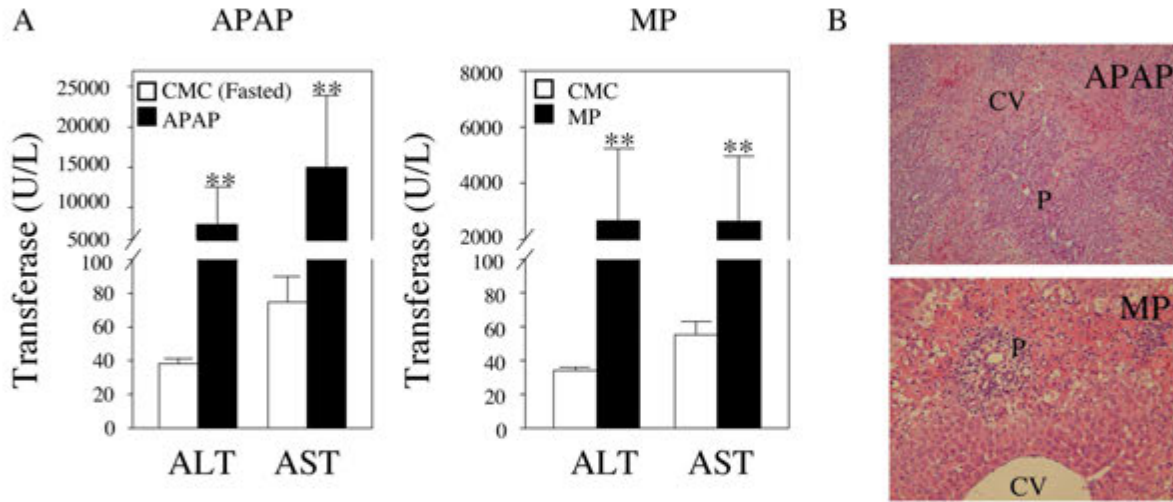 A
APAP
MP
B
Transferase (U/L)
25000
20000
15000
10000
5000
100
80
60
40
20
0
CMC (Fasted)
APAP
**
**
ALT
AST
Transferase (U/L)
8000
6000
4000
2000
100
80
60
40
20
0
CMC
MP
**
**
ALT
AST
APAP
CV
P
MP
P
CV